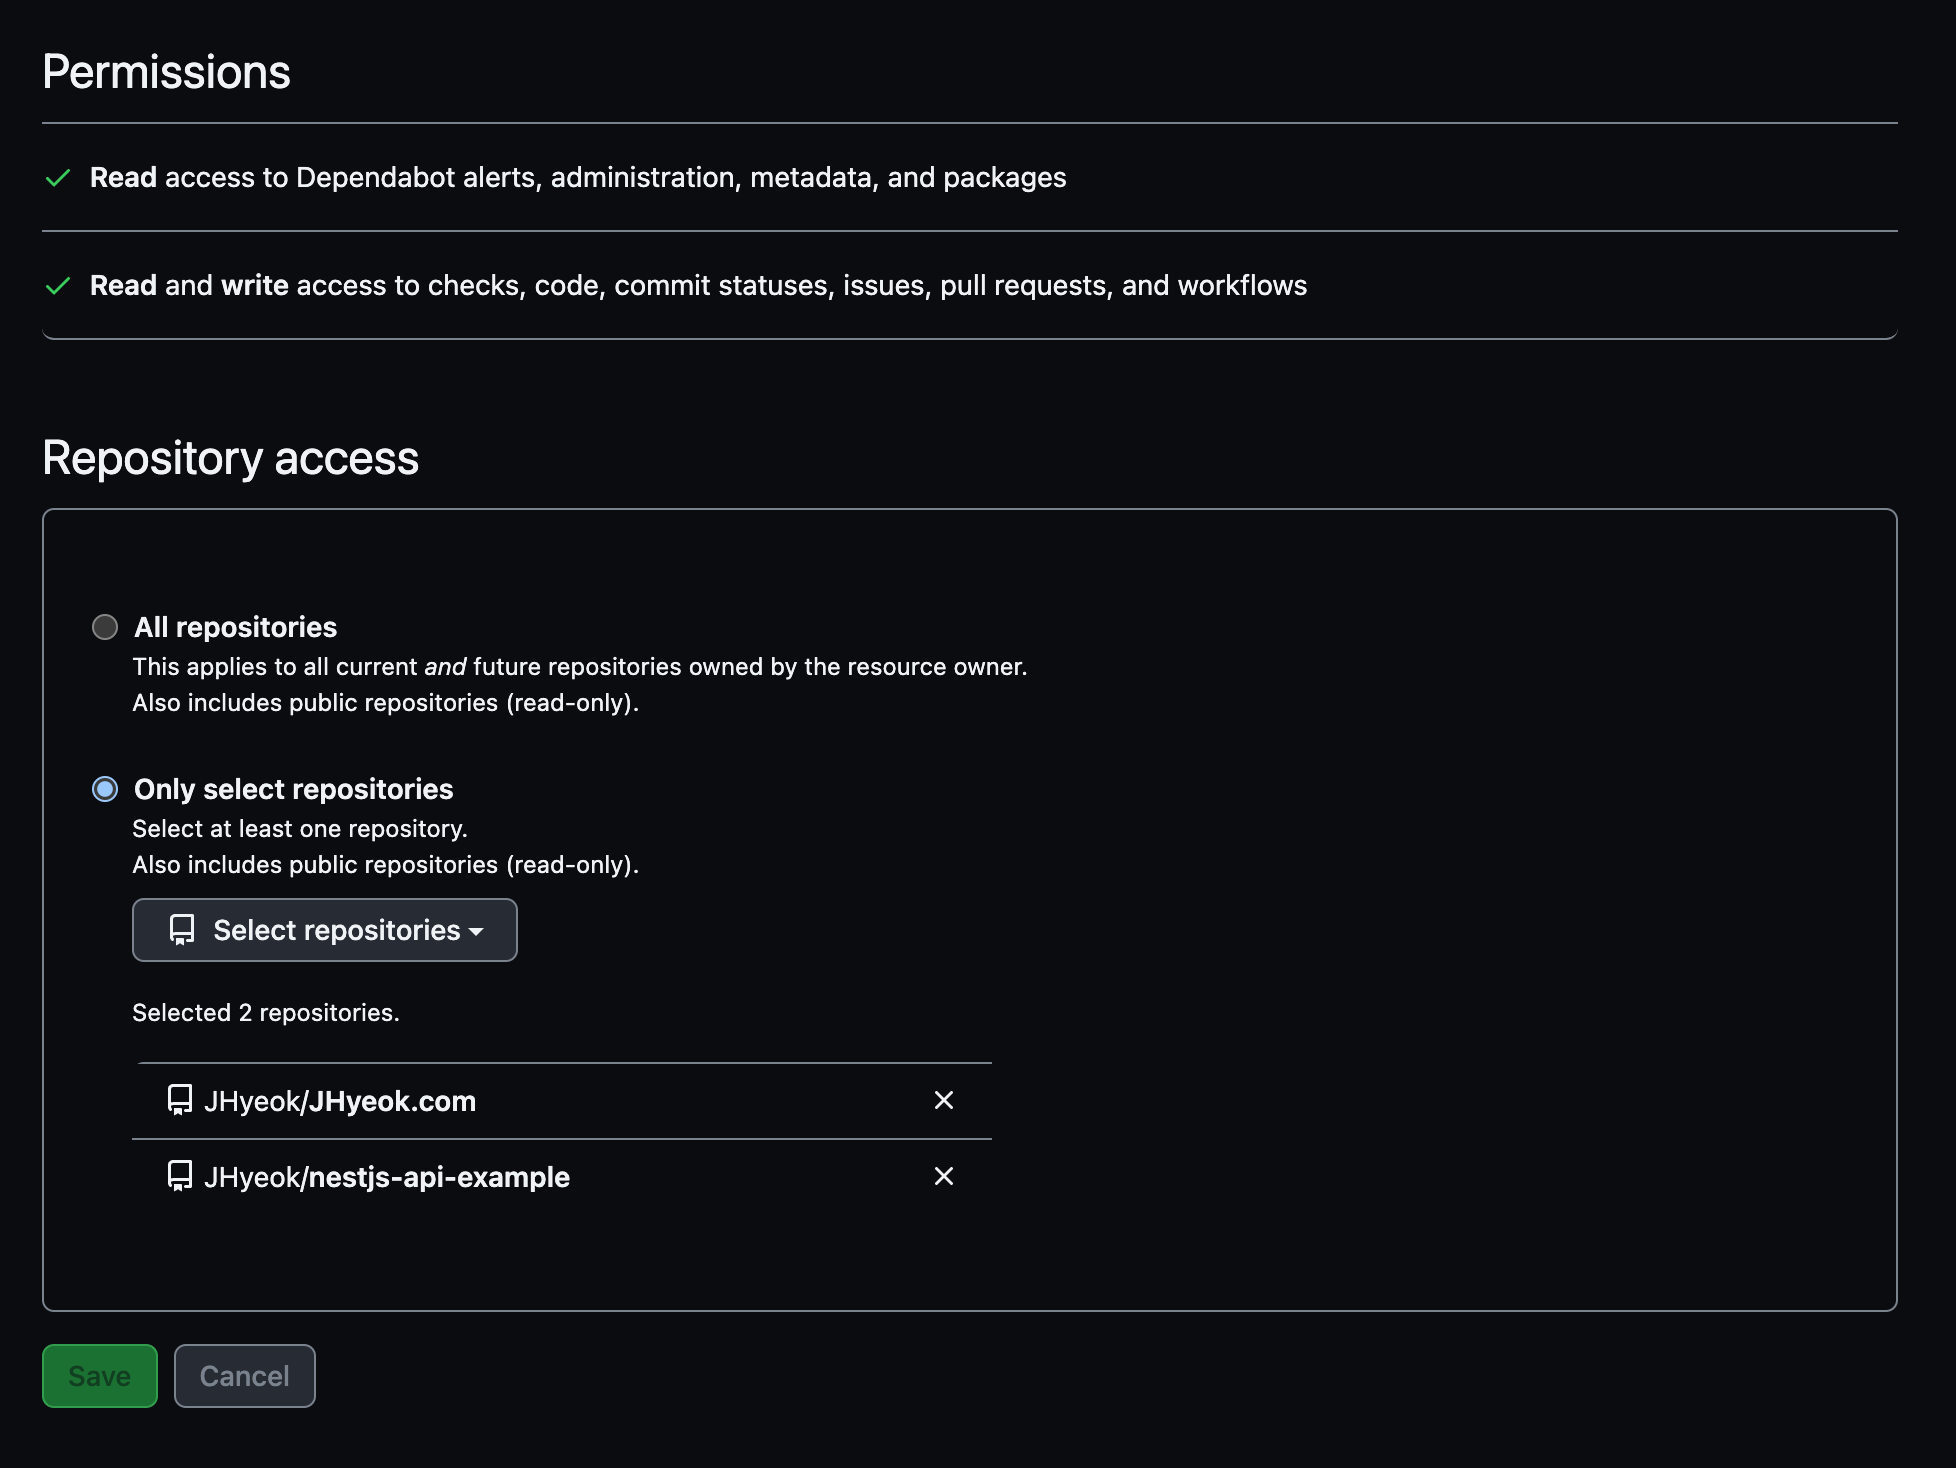 Permissions
Read access to Dependabot alerts, administration, metadata, and packages
Read and write access to checks, code, commit statuses, issues, pull requests, and workflows
Repository access
All repositories
This applies to all current and future repositories owned by the resource owner.
Also includes public repositories (read-only).
Only select repositories
Select at least one repository.
Also includes public repositories (read-only).
Select repositories
Selected 2 repositories.
JHyeok/JHyeok.com
JHyeok/nestjs-api-example
Save Cancel